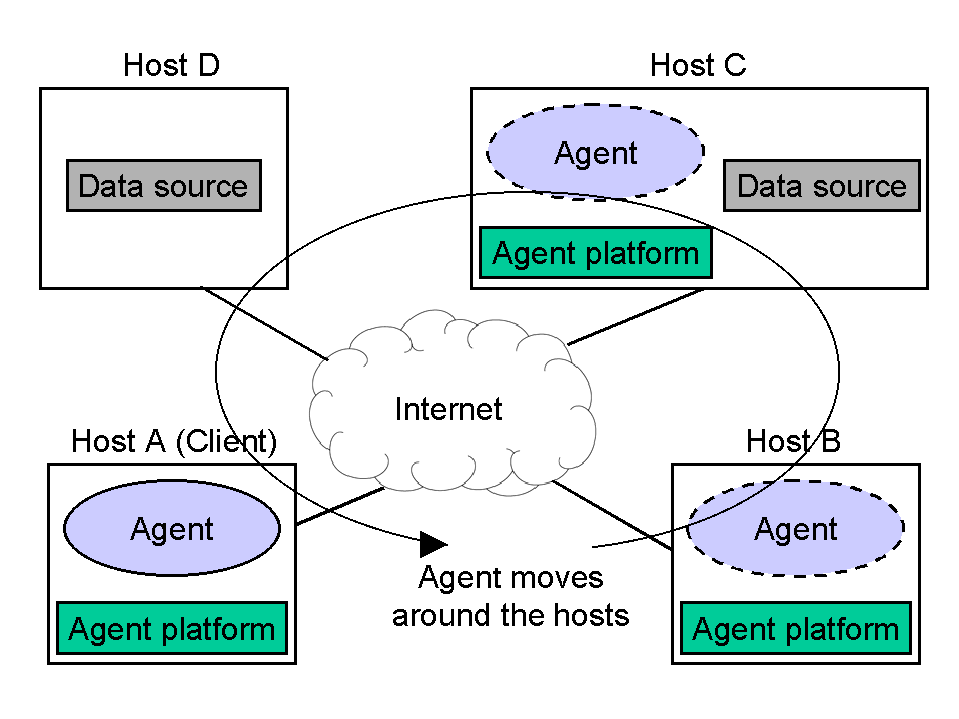 Host D
Host C
Agent
Data source
Data source
Agent platform
Internet
Host A (Client)
Host B
Agent
Agent
Agent moves
around the hosts
Agent platform
Agent platform